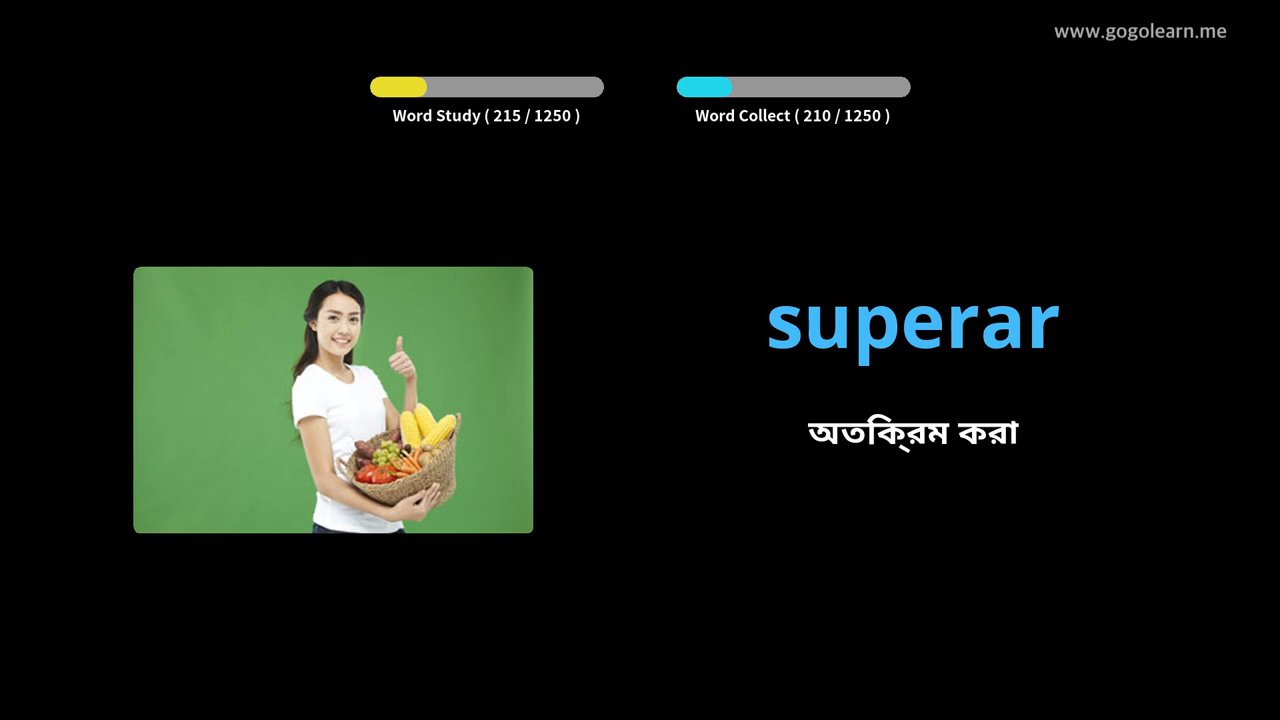 www.gogolearn.me
Word Study ( 215 / 1250 )
Word Collect ( 210 / 1250 )
superar
অতিক্রম করা